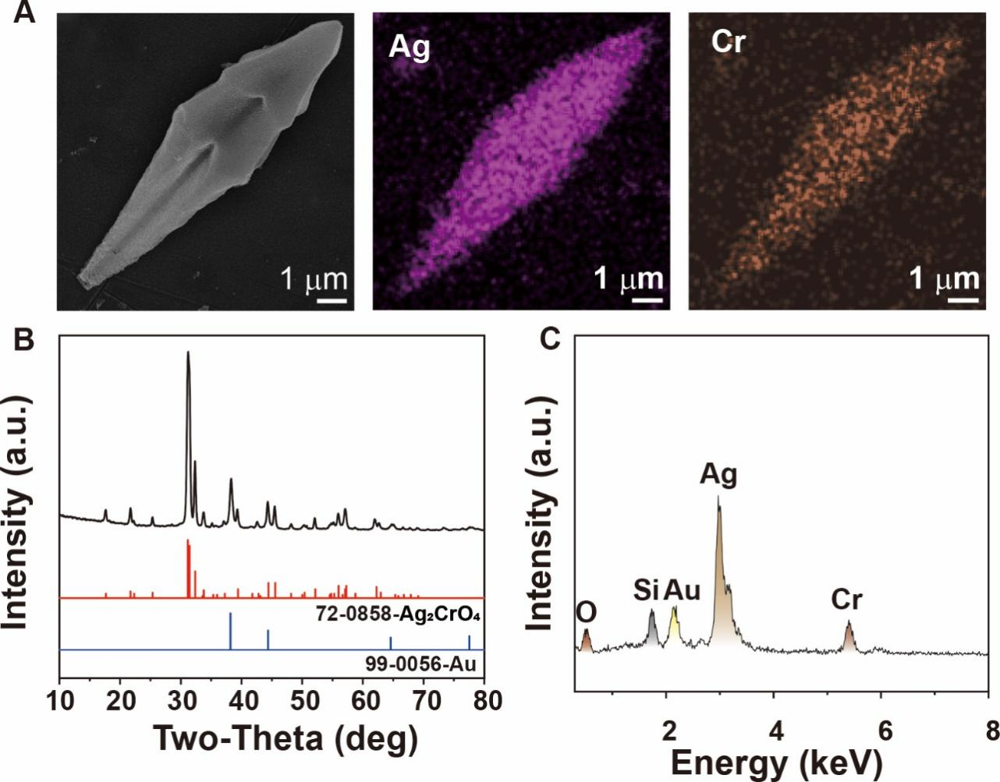 A
Ag
Cr
1 μm
1 μm
1 μm
B
Intensity (a.u.)
72-0858-Ag₂CrO₄
99-0056-Au
10 20 30 40 50 60 70 80
Two-Theta (deg)
C
Intensity (a.u.)
O
Si
Au
Ag
Cr
2 4 6 8
Energy (keV)